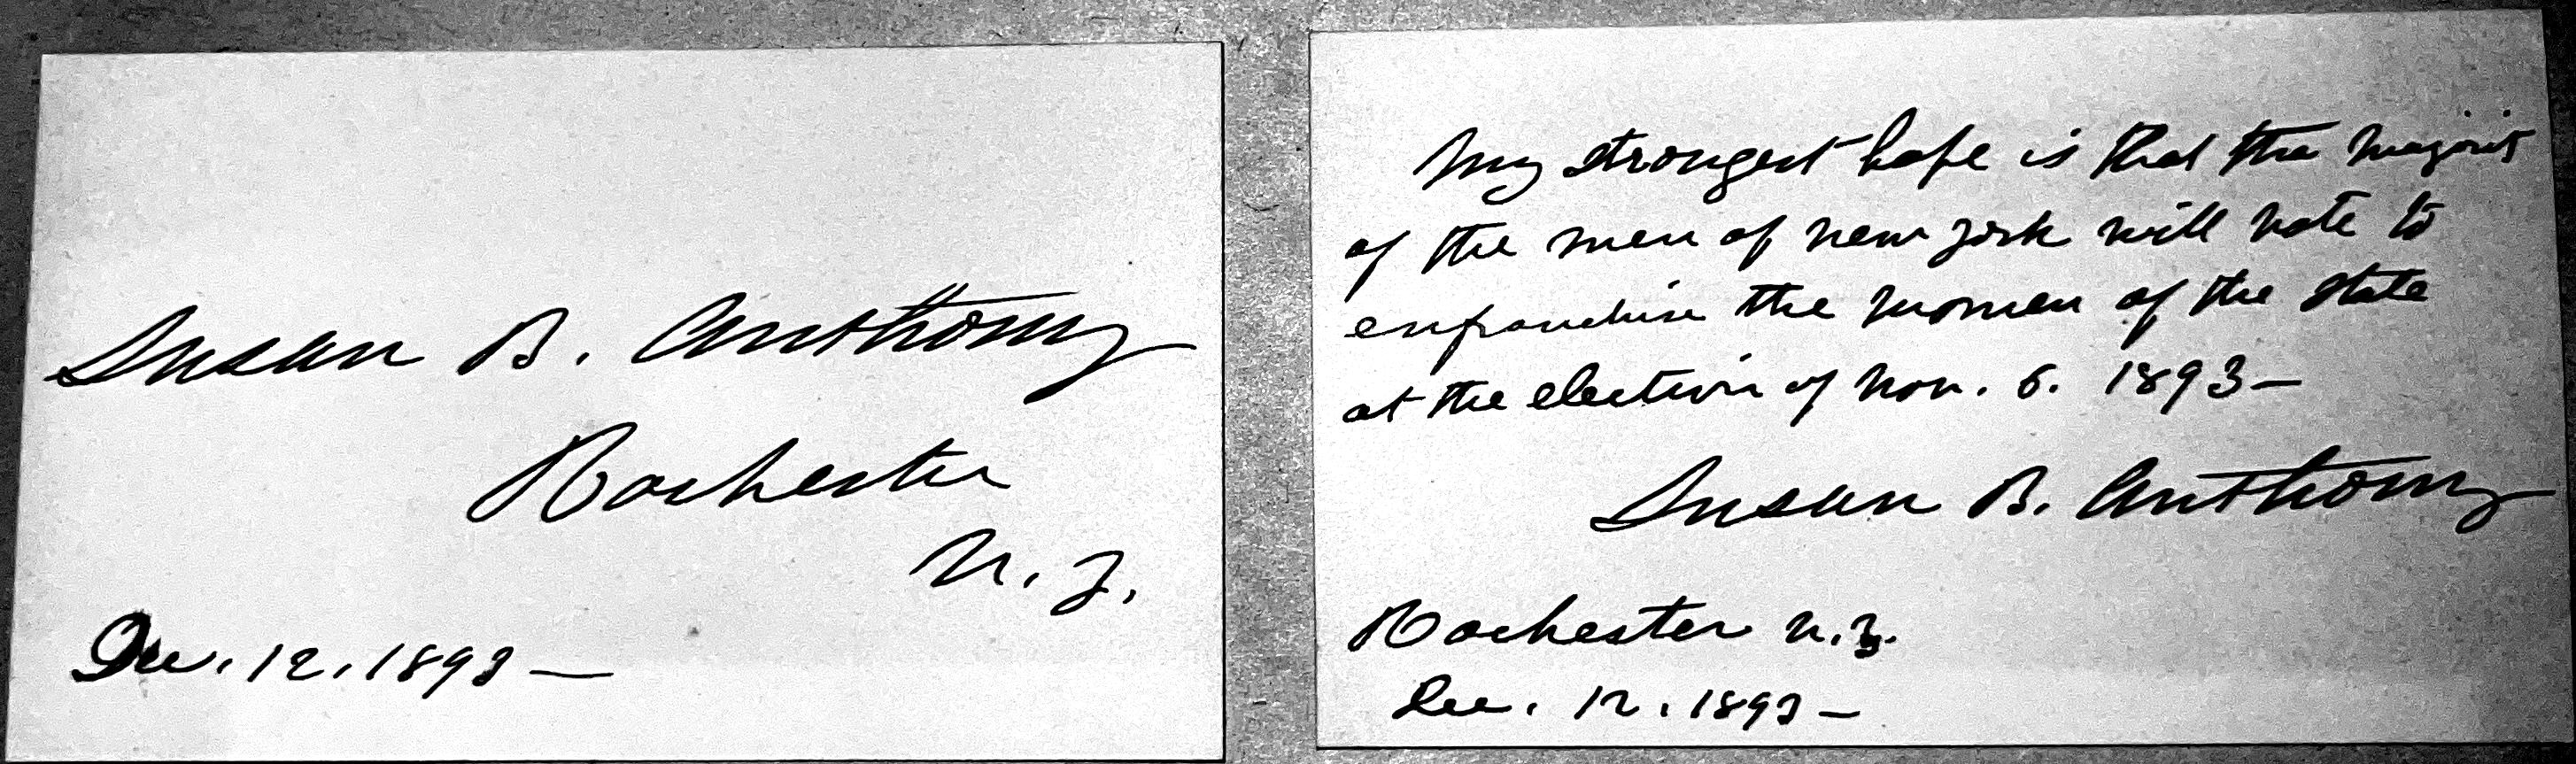 Susan B. Anthony
Rochester
N. Y.
Dec. 12. 1893—
My strongest hope is that the majority
of the men of new york will vote to
enfranchise the women of the state
at the election of Nov. 6. 1893—
Susan B. Anthony
Rochester N.Y.
Dec. 12. 1893—